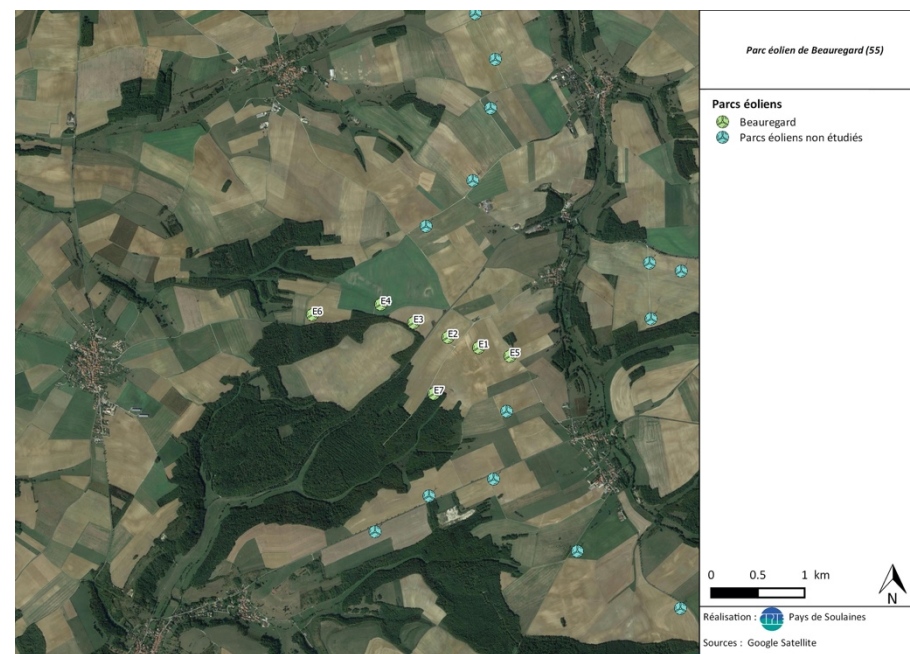 Parc éolien de Beauregard (55)
Parcs éoliens
Beauregard
Parcs éoliens non étudiés
E6
E4
E3
E2
E1
E5
E7
0 0.5 1 km
N
Réalisation : CPIE Pays de Soulaines
Sources : Google Satellite